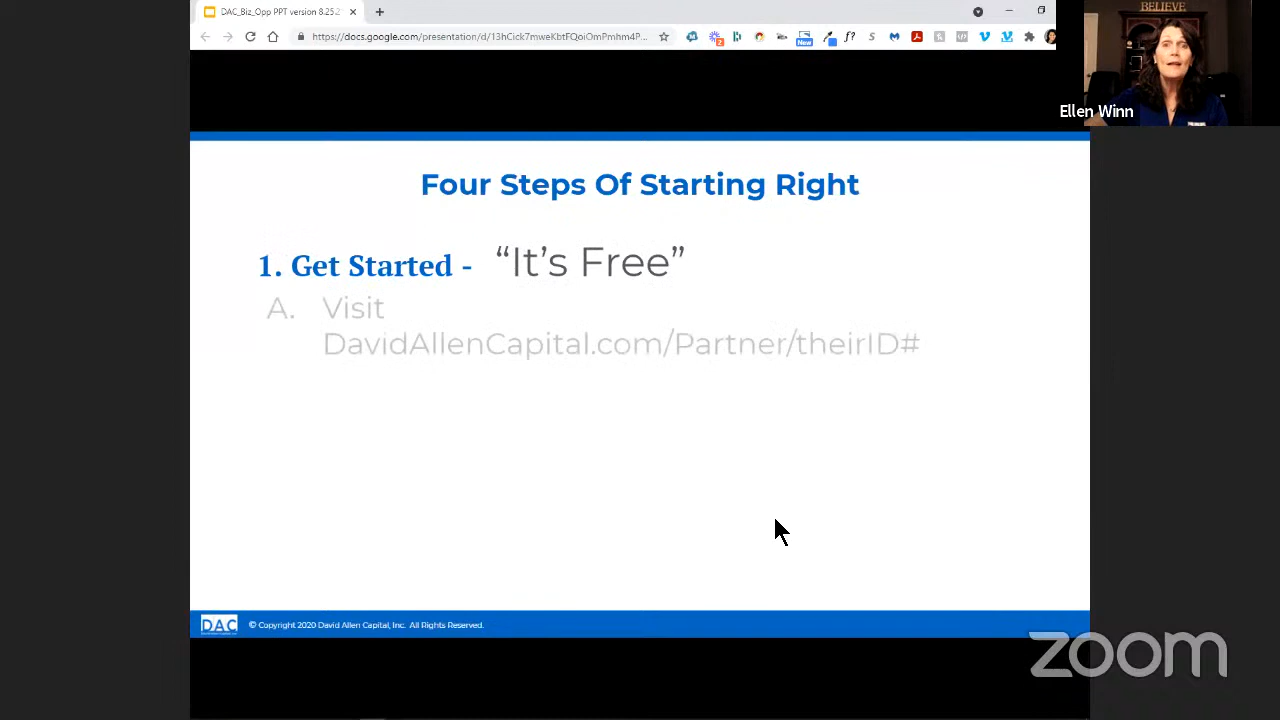 DAC_Biz_Opp PPT version 8.25.2
https://docs.google.com/presentation/d/13hCick7mweKbtFQoiOmPmhm4P...
New
BELIEVE
Ellen Winn
Four Steps Of Starting Right
1. Get Started - “It’s Free”
A. Visit
DavidAllenCapital.com/Partner/theirID#
DAC
© Copyright 2020 David Allen Capital, Inc. All Rights Reserved.
zoom